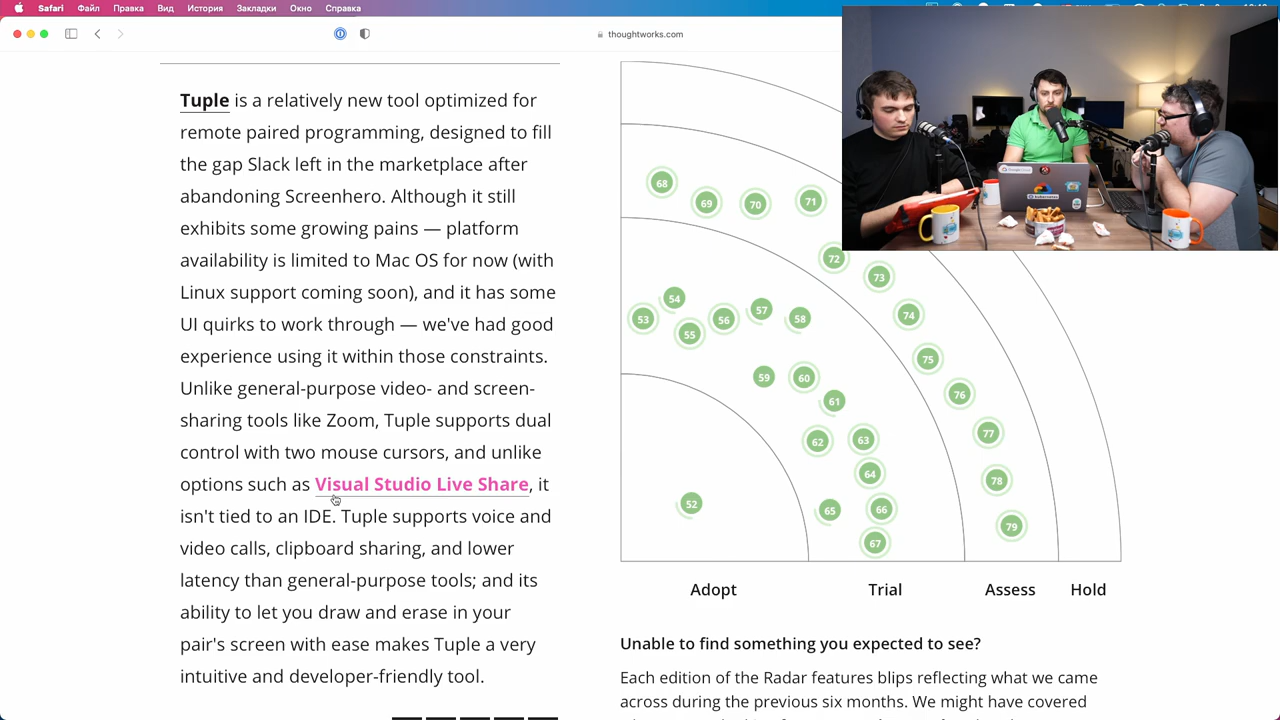 Safari Файл Правка Вид История Закладки Окно Справка
thoughtworks.com
Tuple is a relatively new tool optimized for
remote paired programming, designed to fill
the gap Slack left in the marketplace after
abandoning Screenhero. Although it still
exhibits some growing pains — platform
availability is limited to Mac OS for now (with
Linux support coming soon), and it has some
UI quirks to work through — we've had good
experience using it within those constraints.
Unlike general-purpose video- and screen-
sharing tools like Zoom, Tuple supports dual
control with two mouse cursors, and unlike
options such as Visual Studio Live Share, it
isn't tied to an IDE. Tuple supports voice and
video calls, clipboard sharing, and lower
latency than general-purpose tools; and its
ability to let you draw and erase in your
pair's screen with ease makes Tuple a very
intuitive and developer-friendly tool.
68
69
70
71
72
73
54
53
55
56
57
58
74
75
59
60
61
76
62
63
77
64
78
52
65
66
79
67
Adopt Trial Assess Hold
Unable to find something you expected to see?
Each edition of the Radar features blips reflecting what we came
across during the previous six months. We might have covered